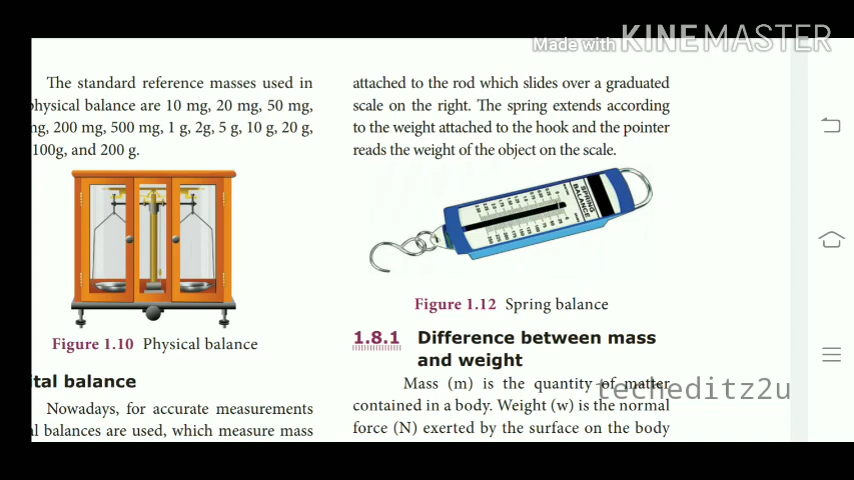 Made with KINEMASTER
The standard reference masses used in
physical balance are 10 mg, 20 mg, 50 mg,
ng, 200 mg, 500 mg, 1 g, 2g, 5 g, 10 g, 20 g,
100g, and 200 g.
Figure 1.10 Physical balance
ital balance
Nowadays, for accurate measurements
al balances are used, which measure mass
attached to the rod which slides over a graduated
scale on the right. The spring extends according
to the weight attached to the hook and the pointer
reads the weight of the object on the scale.
SPRING
BALANCE
Figure 1.12 Spring balance
1.8.1 Difference between mass
and weight
Mass (m) is the quantity of matter
contained in a body. Weight (w) is the normal
force (N) exerted by the surface on the body
techeditz2u